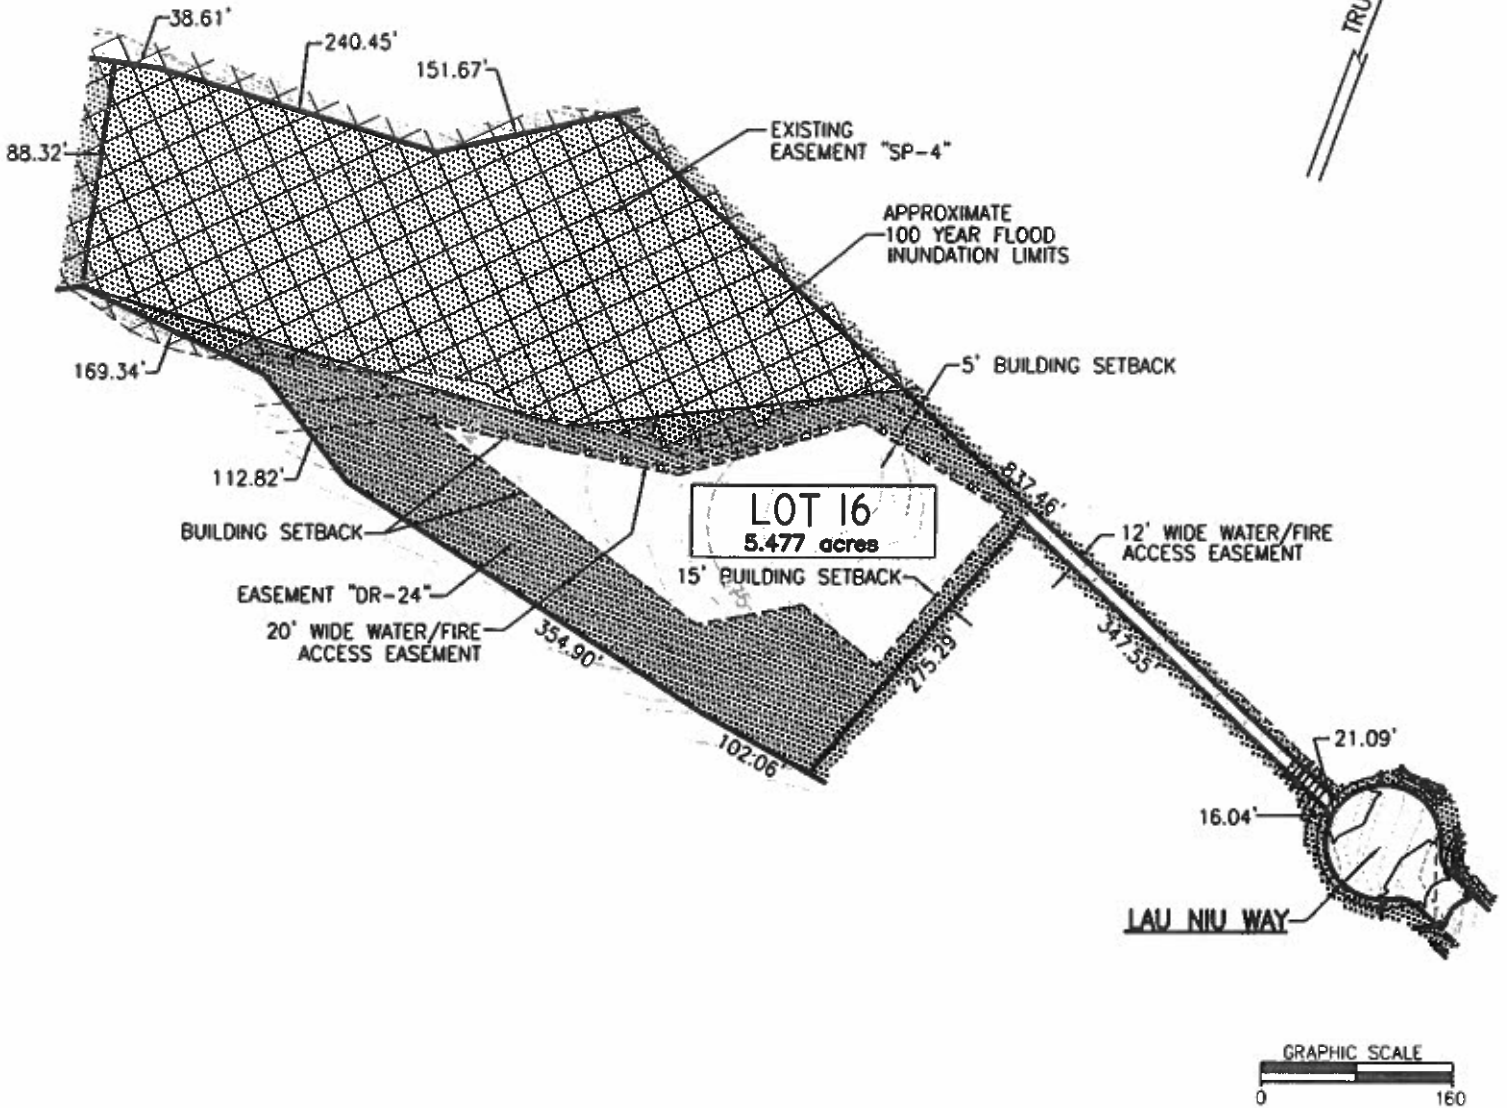 38.61'
240.45'
151.67'
88.32'
EXISTING
EASEMENT "SP-4"
APPROXIMATE
100 YEAR FLOOD
INUNDATION LIMITS
5' BUILDING SETBACK
169.34'
112.82'
837.46'
LOT 16
5.477 acres
BUILDING SETBACK
12' WIDE WATER/FIRE
ACCESS EASEMENT
15' BUILDING SETBACK
EASEMENT "DR-24"
20' WIDE WATER/FIRE
ACCESS EASEMENT
354.90'
275.29'
347.55'
102.06'
21.09'
16.04'
LAU NIU WAY
GRAPHIC SCALE
0 160